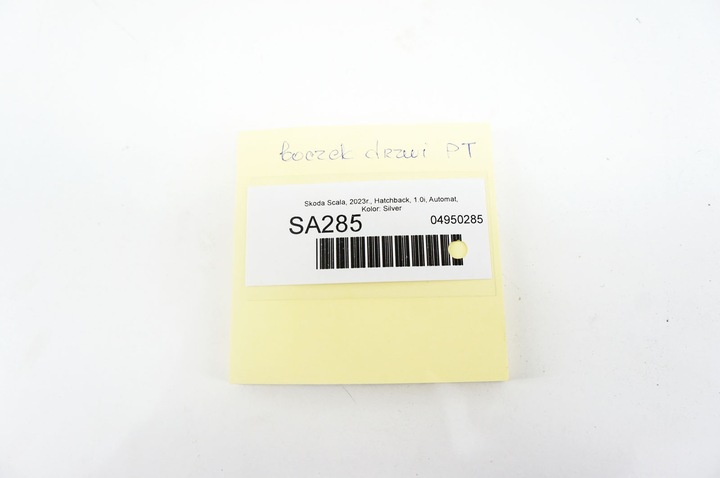 boczek drzwi PT
Skoda Scala, 2023r., Hatchback, 1.0i, Automat,
Kolor: Silver
SA285
04950285